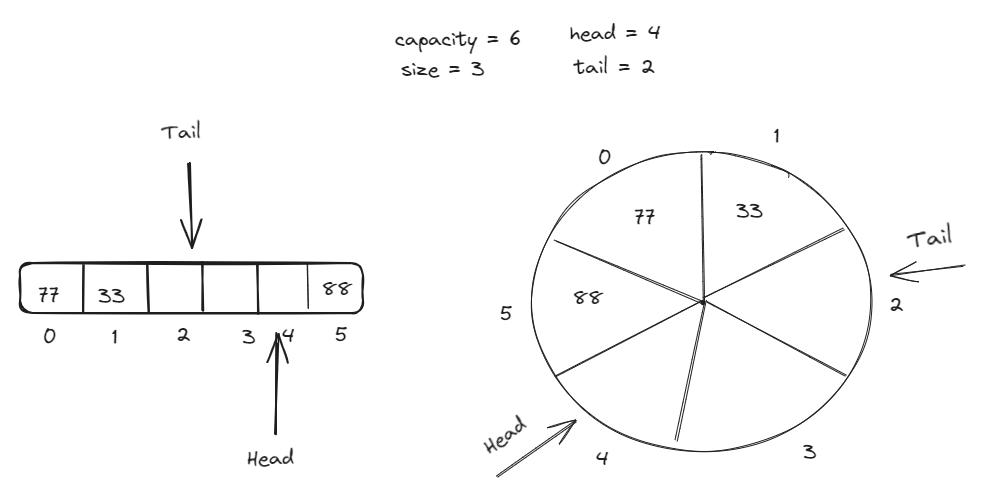 capacity = 6
head = 4
size = 3
tail = 2
Tail
77
33
88
0
1
2
3
4
5
Head
0
1
77
33
Tail
88
5
2
Head
4
3